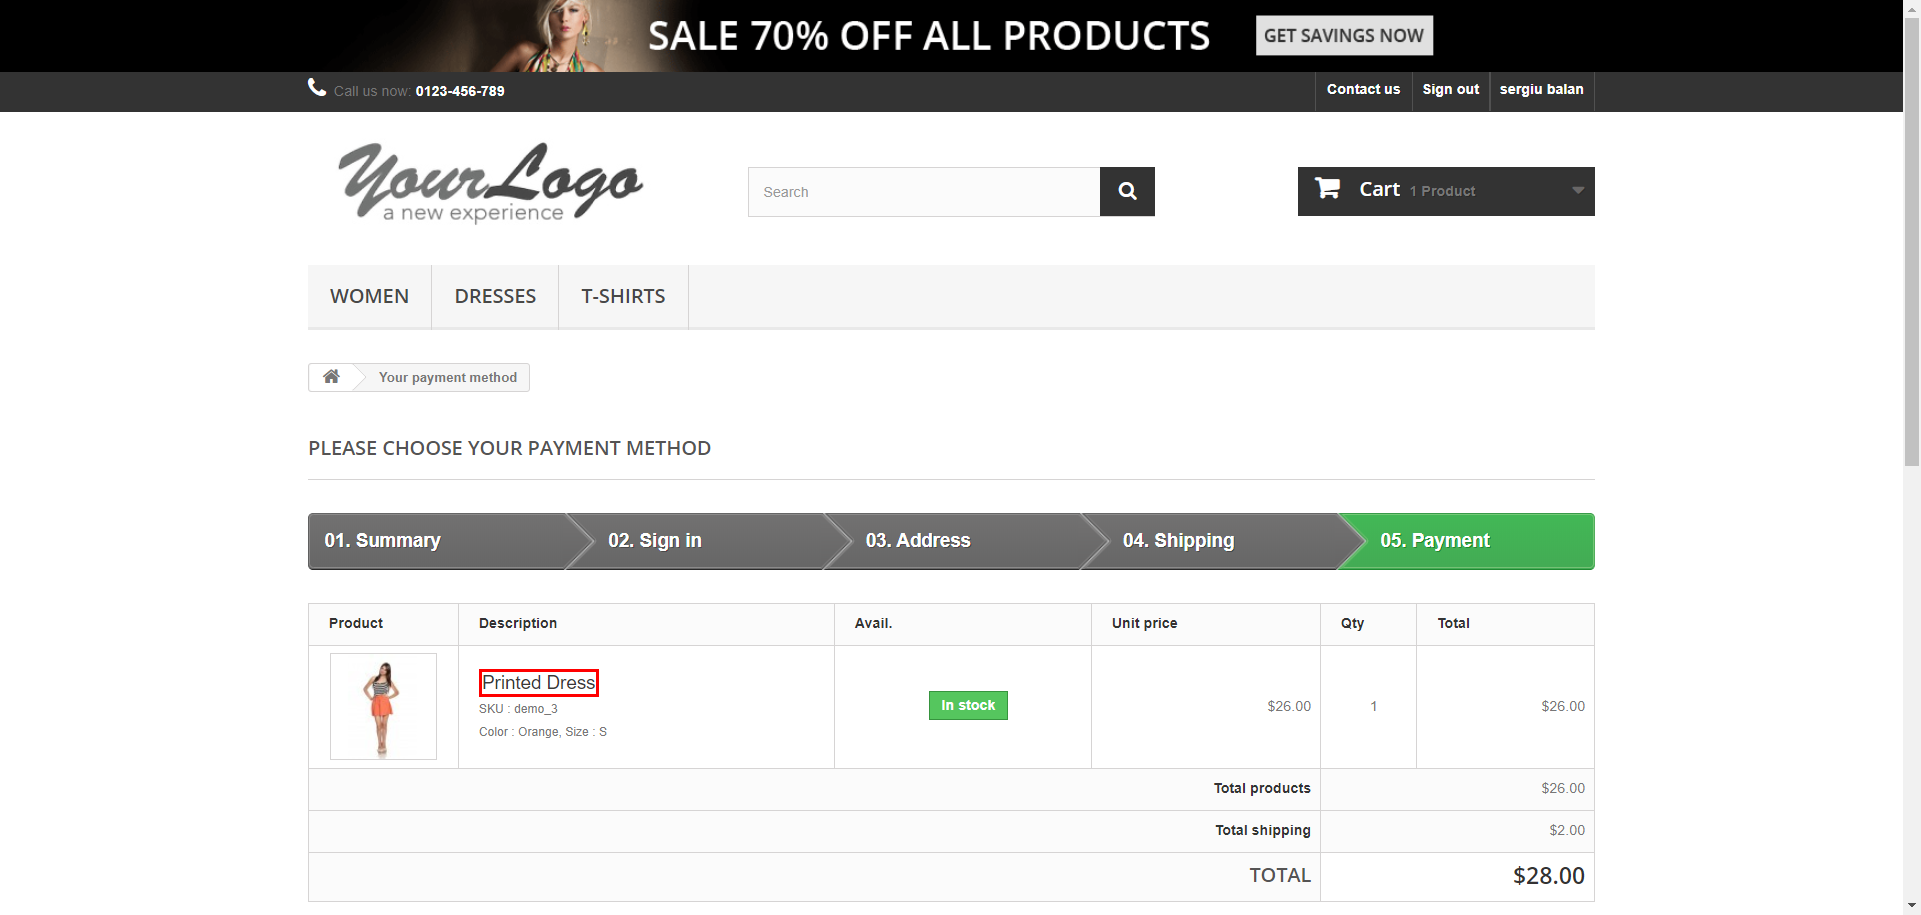 SALE 70% OFF ALL PRODUCTS GET SAVINGS NOW
Call us now: 0123-456-789 Contact us Sign out sergiu balan
YourLogo
a new experience
Search
Cart 1 Product
WOMEN DRESSES T-SHIRTS
Your payment method
PLEASE CHOOSE YOUR PAYMENT METHOD
01. Summary 02. Sign in 03. Address 04. Shipping 05. Payment
Product Description Avail. Unit price Qty Total
Printed Dress
SKU : demo_3
Color : Orange, Size : S
In stock $26.00 1 $26.00
Total products $26.00
Total shipping $2.00
TOTAL $28.00